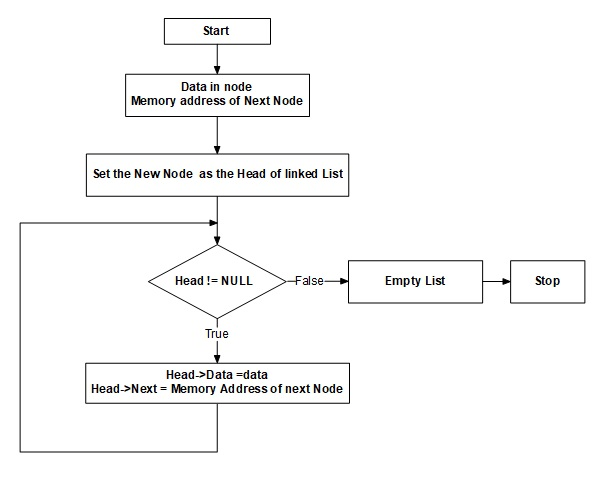 Start
Data in node
Memory address of Next Node
Set the New Node as the Head of linked List
Head != NULL
False
Empty List
Stop
True
Head->Data =data
Head->Next = Memory Address of next Node